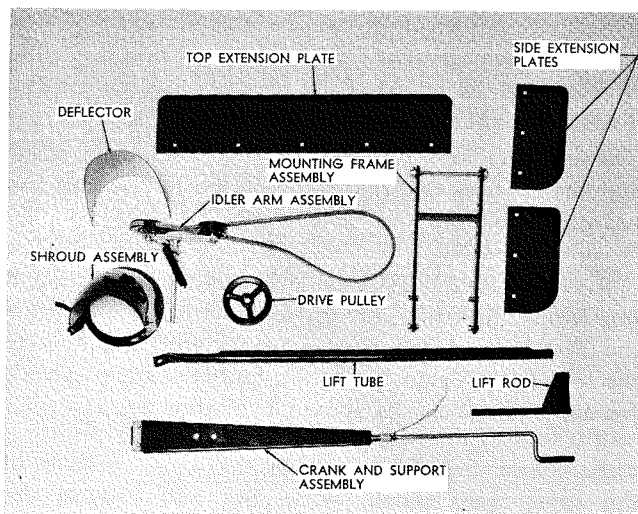 TOP EXTENSION PLATE
SIDE EXTENSION
PLATES
DEFLECTOR
MOUNTING FRAME
ASSEMBLY
IDLER ARM ASSEMBLY
SHROUD ASSEMBLY
DRIVE PULLEY
LIFT TUBE
LIFT ROD
CRANK AND SUPPORT
ASSEMBLY